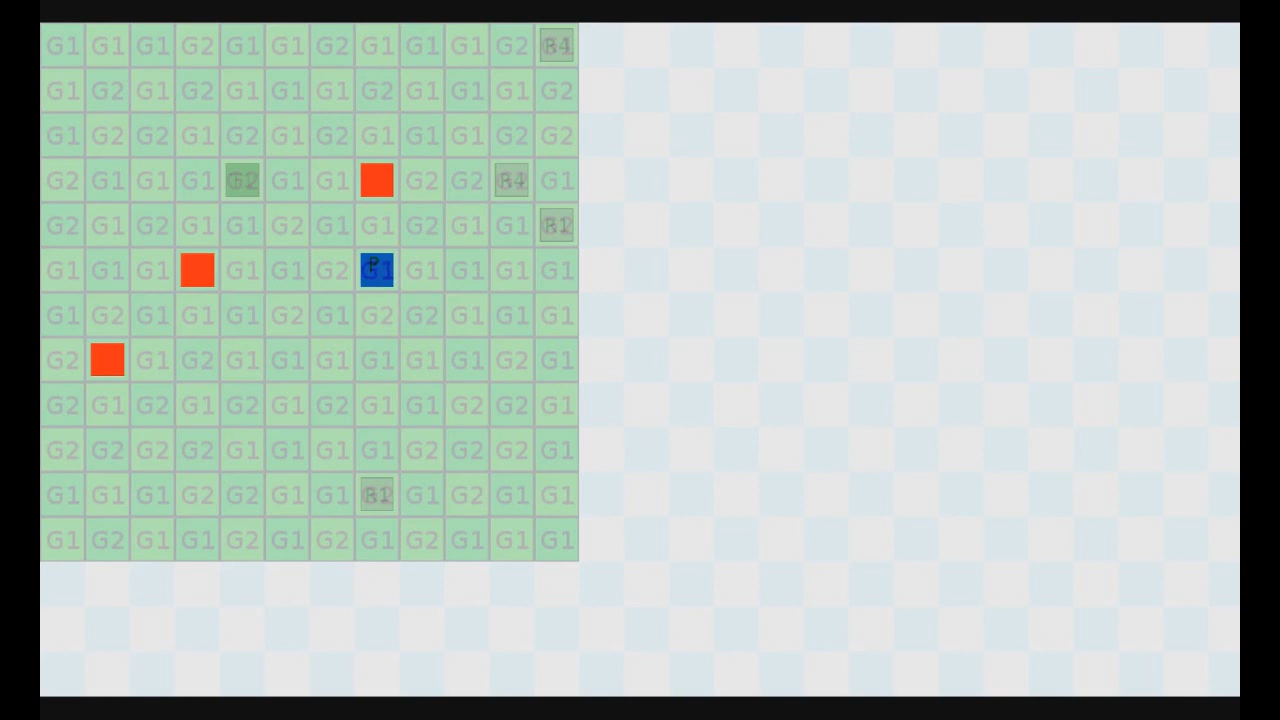 G1 G1 G1 G2 G1 G1 G2 G1 G1 G1 G2 R4
G1 G2 G1 G2 G1 G1 G1 G2 G1 G1 G1 G2
G1 G2 G2 G1 G2 G1 G2 G1 G1 G1 G2 G2
G2 G1 G1 G1 G2 G1 G1 G2 G2 R4 G1
G2 G1 G2 G1 G1 G2 G1 G1 G2 G1 G1 R1
G1 G1 G1 G1 G1 G2 P G1 G1 G1 G1 G1
G1 G2 G1 G1 G1 G2 G1 G2 G2 G1 G1 G1
G2 G1 G2 G1 G1 G1 G1 G1 G1 G2 G1
G2 G1 G2 G1 G2 G1 G2 G1 G1 G2 G2 G1
G2 G2 G2 G2 G1 G1 G1 G1 G2 G2 G2 G1
G1 G1 G1 G2 G2 G1 G1 R1 G1 G2 G1 G1
G1 G2 G1 G1 G2 G1 G2 G1 G2 G1 G1 G1